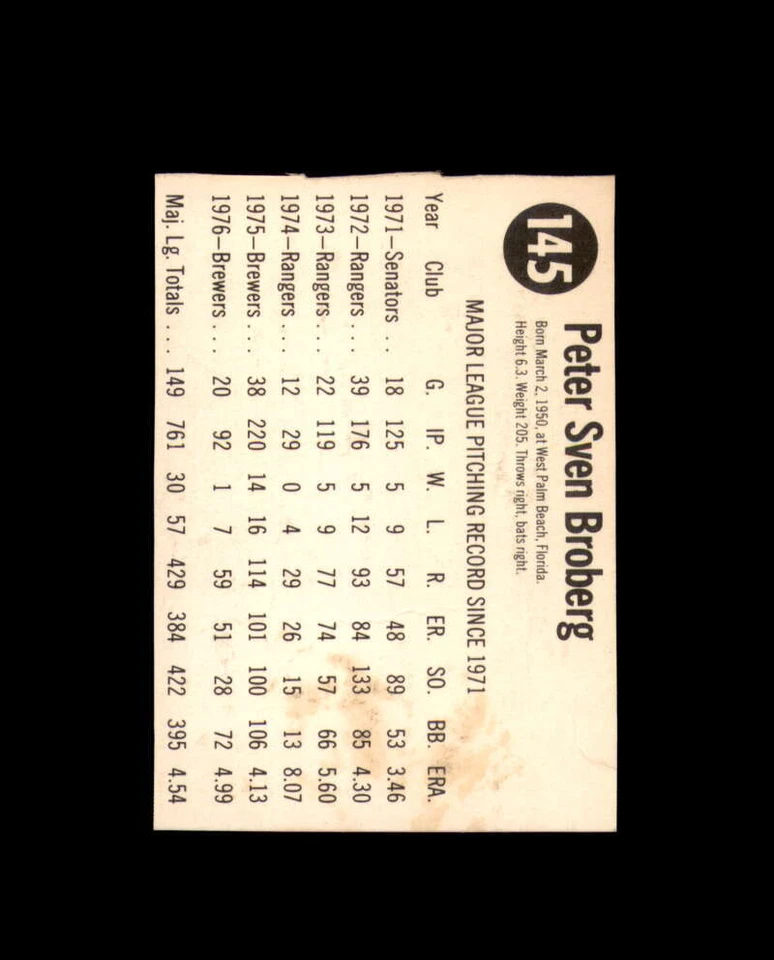 145
Peter Sven Broberg
Born March 2, 1950, at West Palm Beach, Florida.
Height 6.3. Weight 205. Throws right, bats right.
MAJOR LEAGUE PITCHING RECORD SINCE 1971
Year Club G. IP. W. L. R. ER. SO. BB. ERA.
1971—Senators . . 18 125 5 9 57 48 89 53 3.46
1972—Rangers . . . 39 176 5 12 93 84 133 85 4.30
1973—Rangers . . . 22 119 5 9 77 74 57 66 5.60
1974—Rangers . . . 12 29 0 4 29 26 15 13 8.07
1975—Brewers . . . 38 220 14 16 114 101 100 106 4.13
1976—Brewers . . . 20 92 1 7 59 51 28 72 4.99
Maj. Lg. Totals . . . . 149 761 30 57 429 384 422 395 4.54